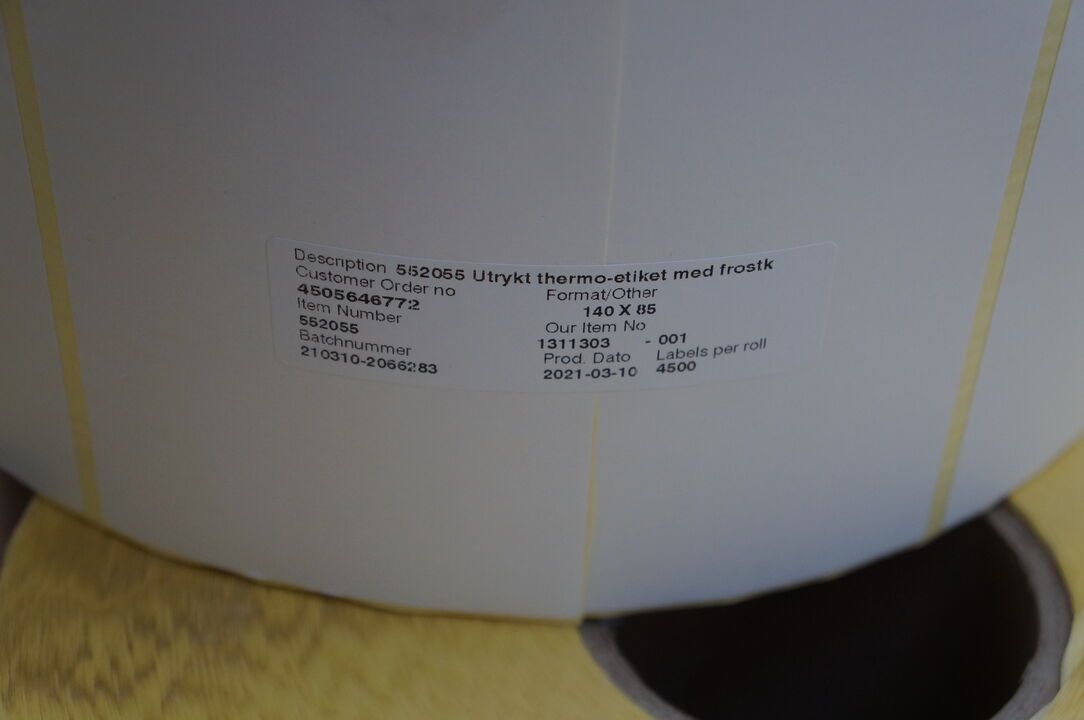 Description 552055 Utrykt thermo-etiket med frostk
Customer Order no
4505646772
Format/Other
140 X 85
Item Number
552055
Our Item No
1311303 - 001
Batchnummer
210310-2066283
Prod. Dato Labels per roll
2021-03-10 4500